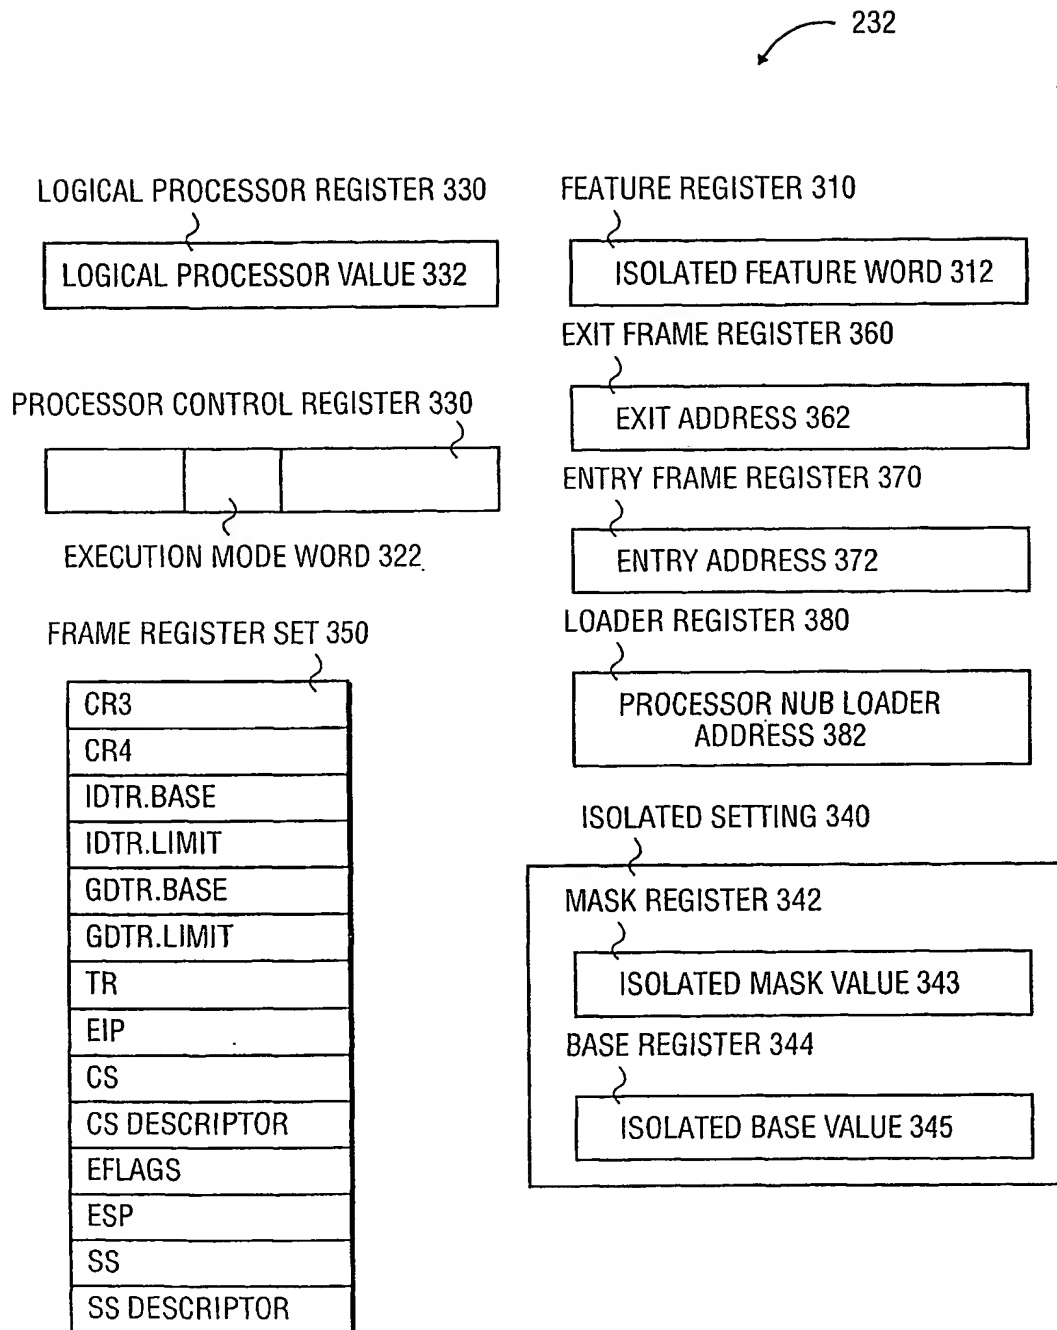 232
LOGICAL PROCESSOR REGISTER 330
LOGICAL PROCESSOR VALUE 332
PROCESSOR CONTROL REGISTER 330
EXECUTION MODE WORD 322
FRAME REGISTER SET 350
CR3
CR4
IDTR.BASE
IDTR.LIMIT
GDTR.BASE
GDTR.LIMIT
TR
EIP
CS
CS DESCRIPTOR
EFLAGS
ESP
SS
SS DESCRIPTOR
FEATURE REGISTER 310
ISOLATED FEATURE WORD 312
EXIT FRAME REGISTER 360
EXIT ADDRESS 362
ENTRY FRAME REGISTER 370
ENTRY ADDRESS 372
LOADER REGISTER 380
PROCESSOR NUB LOADER
ADDRESS 382
ISOLATED SETTING 340
MASK REGISTER 342
ISOLATED MASK VALUE 343
BASE REGISTER 344
ISOLATED BASE VALUE 345